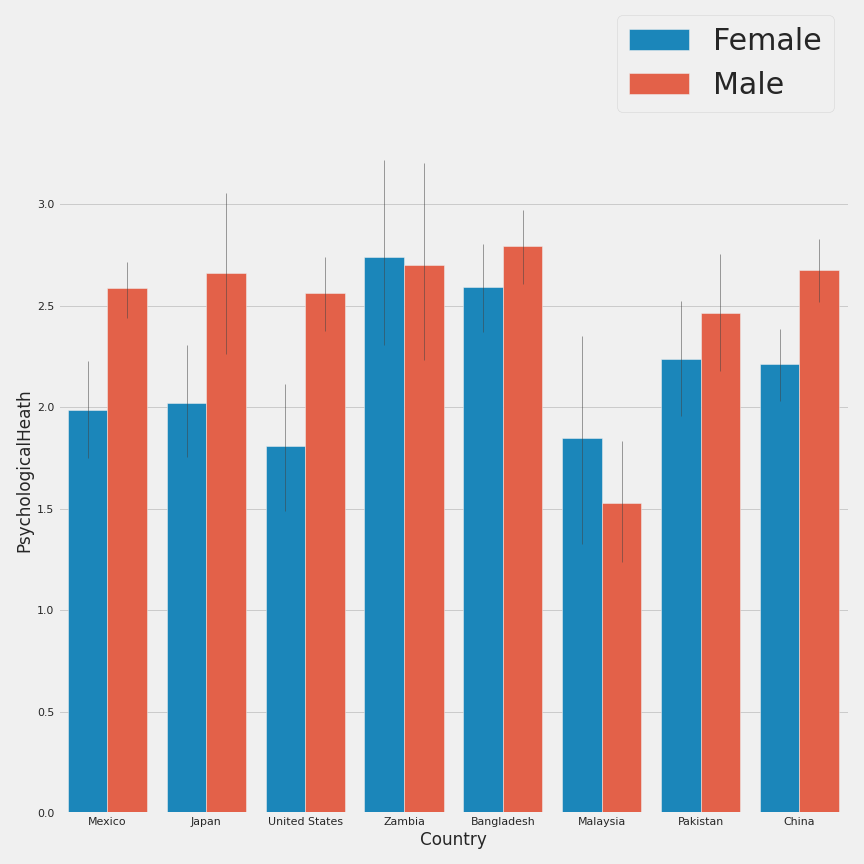 Female
Male
3.0
2.5
2.0
1.5
1.0
0.5
0.0
PsychologicalHeath
Mexico Japan United States Zambia Bangladesh Malaysia Pakistan China
Country